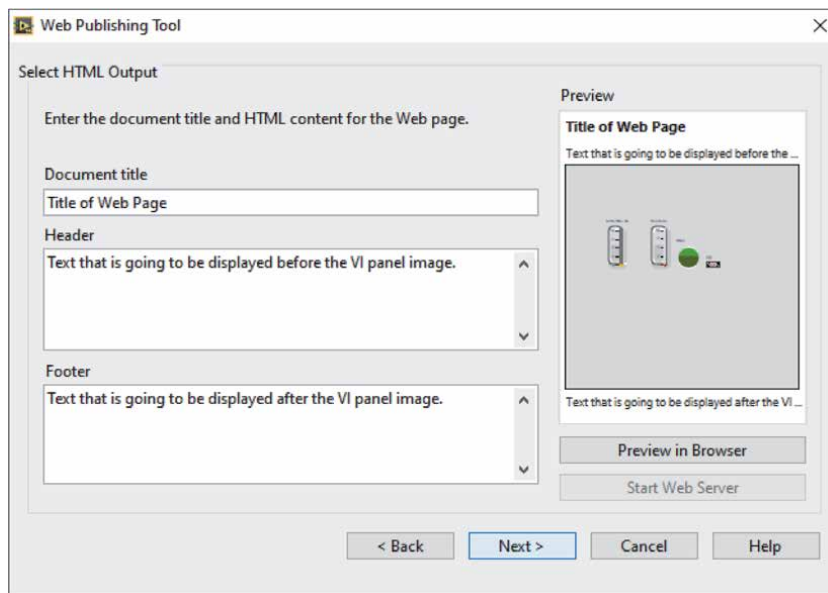 Web Publishing Tool
Select HTML Output
Enter the document title and HTML content for the Web page.
Document title
Title of Web Page
Header
Text that is going to be displayed before the VI panel image.
Footer
Text that is going to be displayed after the VI panel image.
Preview
Title of Web Page
Text that is going to be displayed before the ...
Text that is going to be displayed after the VI ...
Preview in Browser
Start Web Server
< Back
Next >
Cancel
Help